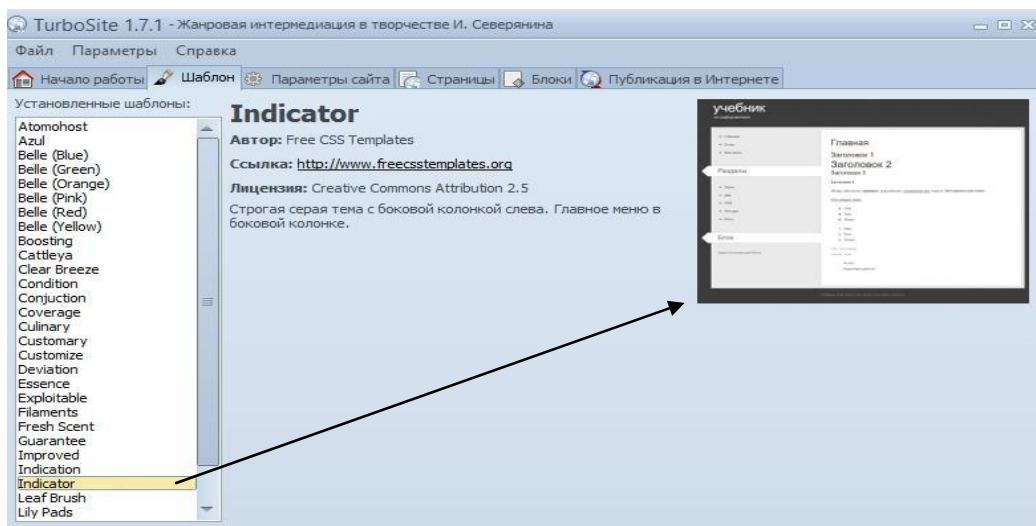 TurboSite 1.7.1 - Жанровая интермедиация в творчестве И. Северянина
Файл Параметры Справка
Начало работы Шаблон Параметры сайта Страницы Блоки Публикация в Интернете
Установленные шаблоны:
Atomohost
Azul
Belle (Blue)
Belle (Green)
Belle (Orange)
Belle (Pink)
Belle (Red)
Belle (Yellow)
Boosting
Cattleya
Clear Breeze
Condition
Conjuction
Coverage
Culinary
Customary
Customize
Deviation
Essence
Exploitable
Filaments
Fresh Scent
Guarantee
Improved
Indication
Indicator
Leaf Brush
Lily Pads
Indicator
Автор: Free CSS Templates
Ссылка: http://www.freecsstemplates.org
Лицензия: Creative Commons Attribution 2.5
Строгая серая тема с боковой колонкой слева. Главное меню в
боковой колонке.
учебник
Разделы
Блок
Главная
Заголовок 1
Заголовок 2
Заголовок 3